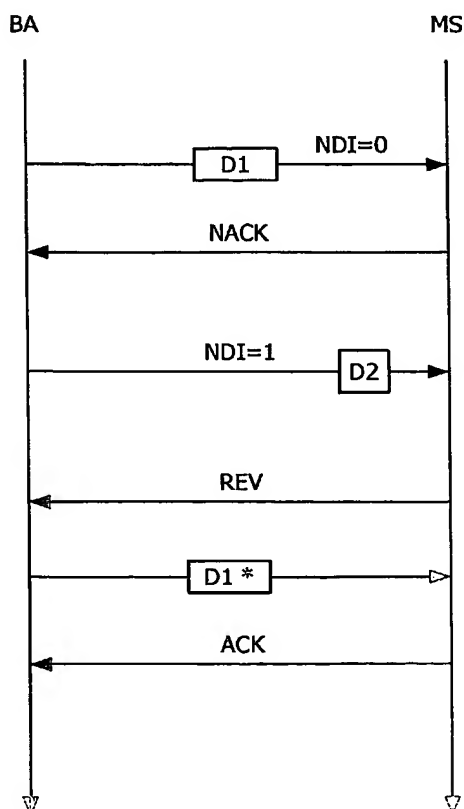 BA MS
NDI=0
D1
NACK
NDI=1
D2
REV
D1 *
ACK